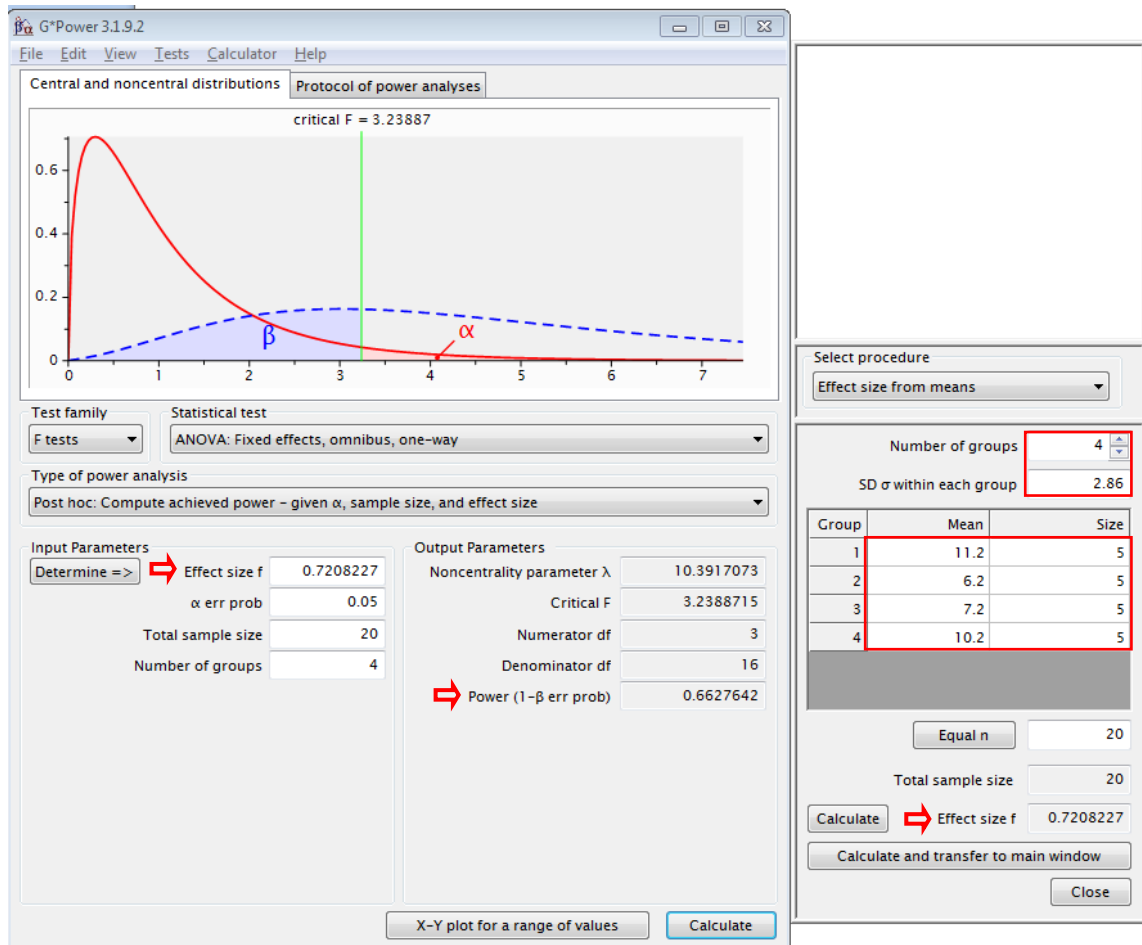 G*Power 3.1.9.2
File Edit View Tests Calculator Help
Central and noncentral distributions Protocol of power analyses
critical F = 3.23887
0.6
0.4
0.2
0
β
α
0 1 2 3 4 5 6 7
Test family Statistical test
F tests ANOVA: Fixed effects, omnibus, one-way
Type of power analysis
Post hoc: Compute achieved power - given α, sample size, and effect size
Input Parameters
Determine => Effect size f 0.7208227
α err prob 0.05
Total sample size 20
Number of groups 4
Output Parameters
Noncentrality parameter λ 10.3917073
Critical F 3.2388715
Numerator df 3
Denominator df 16
Power (1-β err prob) 0.6627642
X-Y plot for a range of values Calculate
Select procedure
Effect size from means
Number of groups 4
SD σ within each group 2.86
Group Mean Size
1 11.2 5
2 6.2 5
3 7.2 5
4 10.2 5
Equal n 20
Total sample size 20
Calculate Effect size f 0.7208227
Calculate and transfer to main window
Close